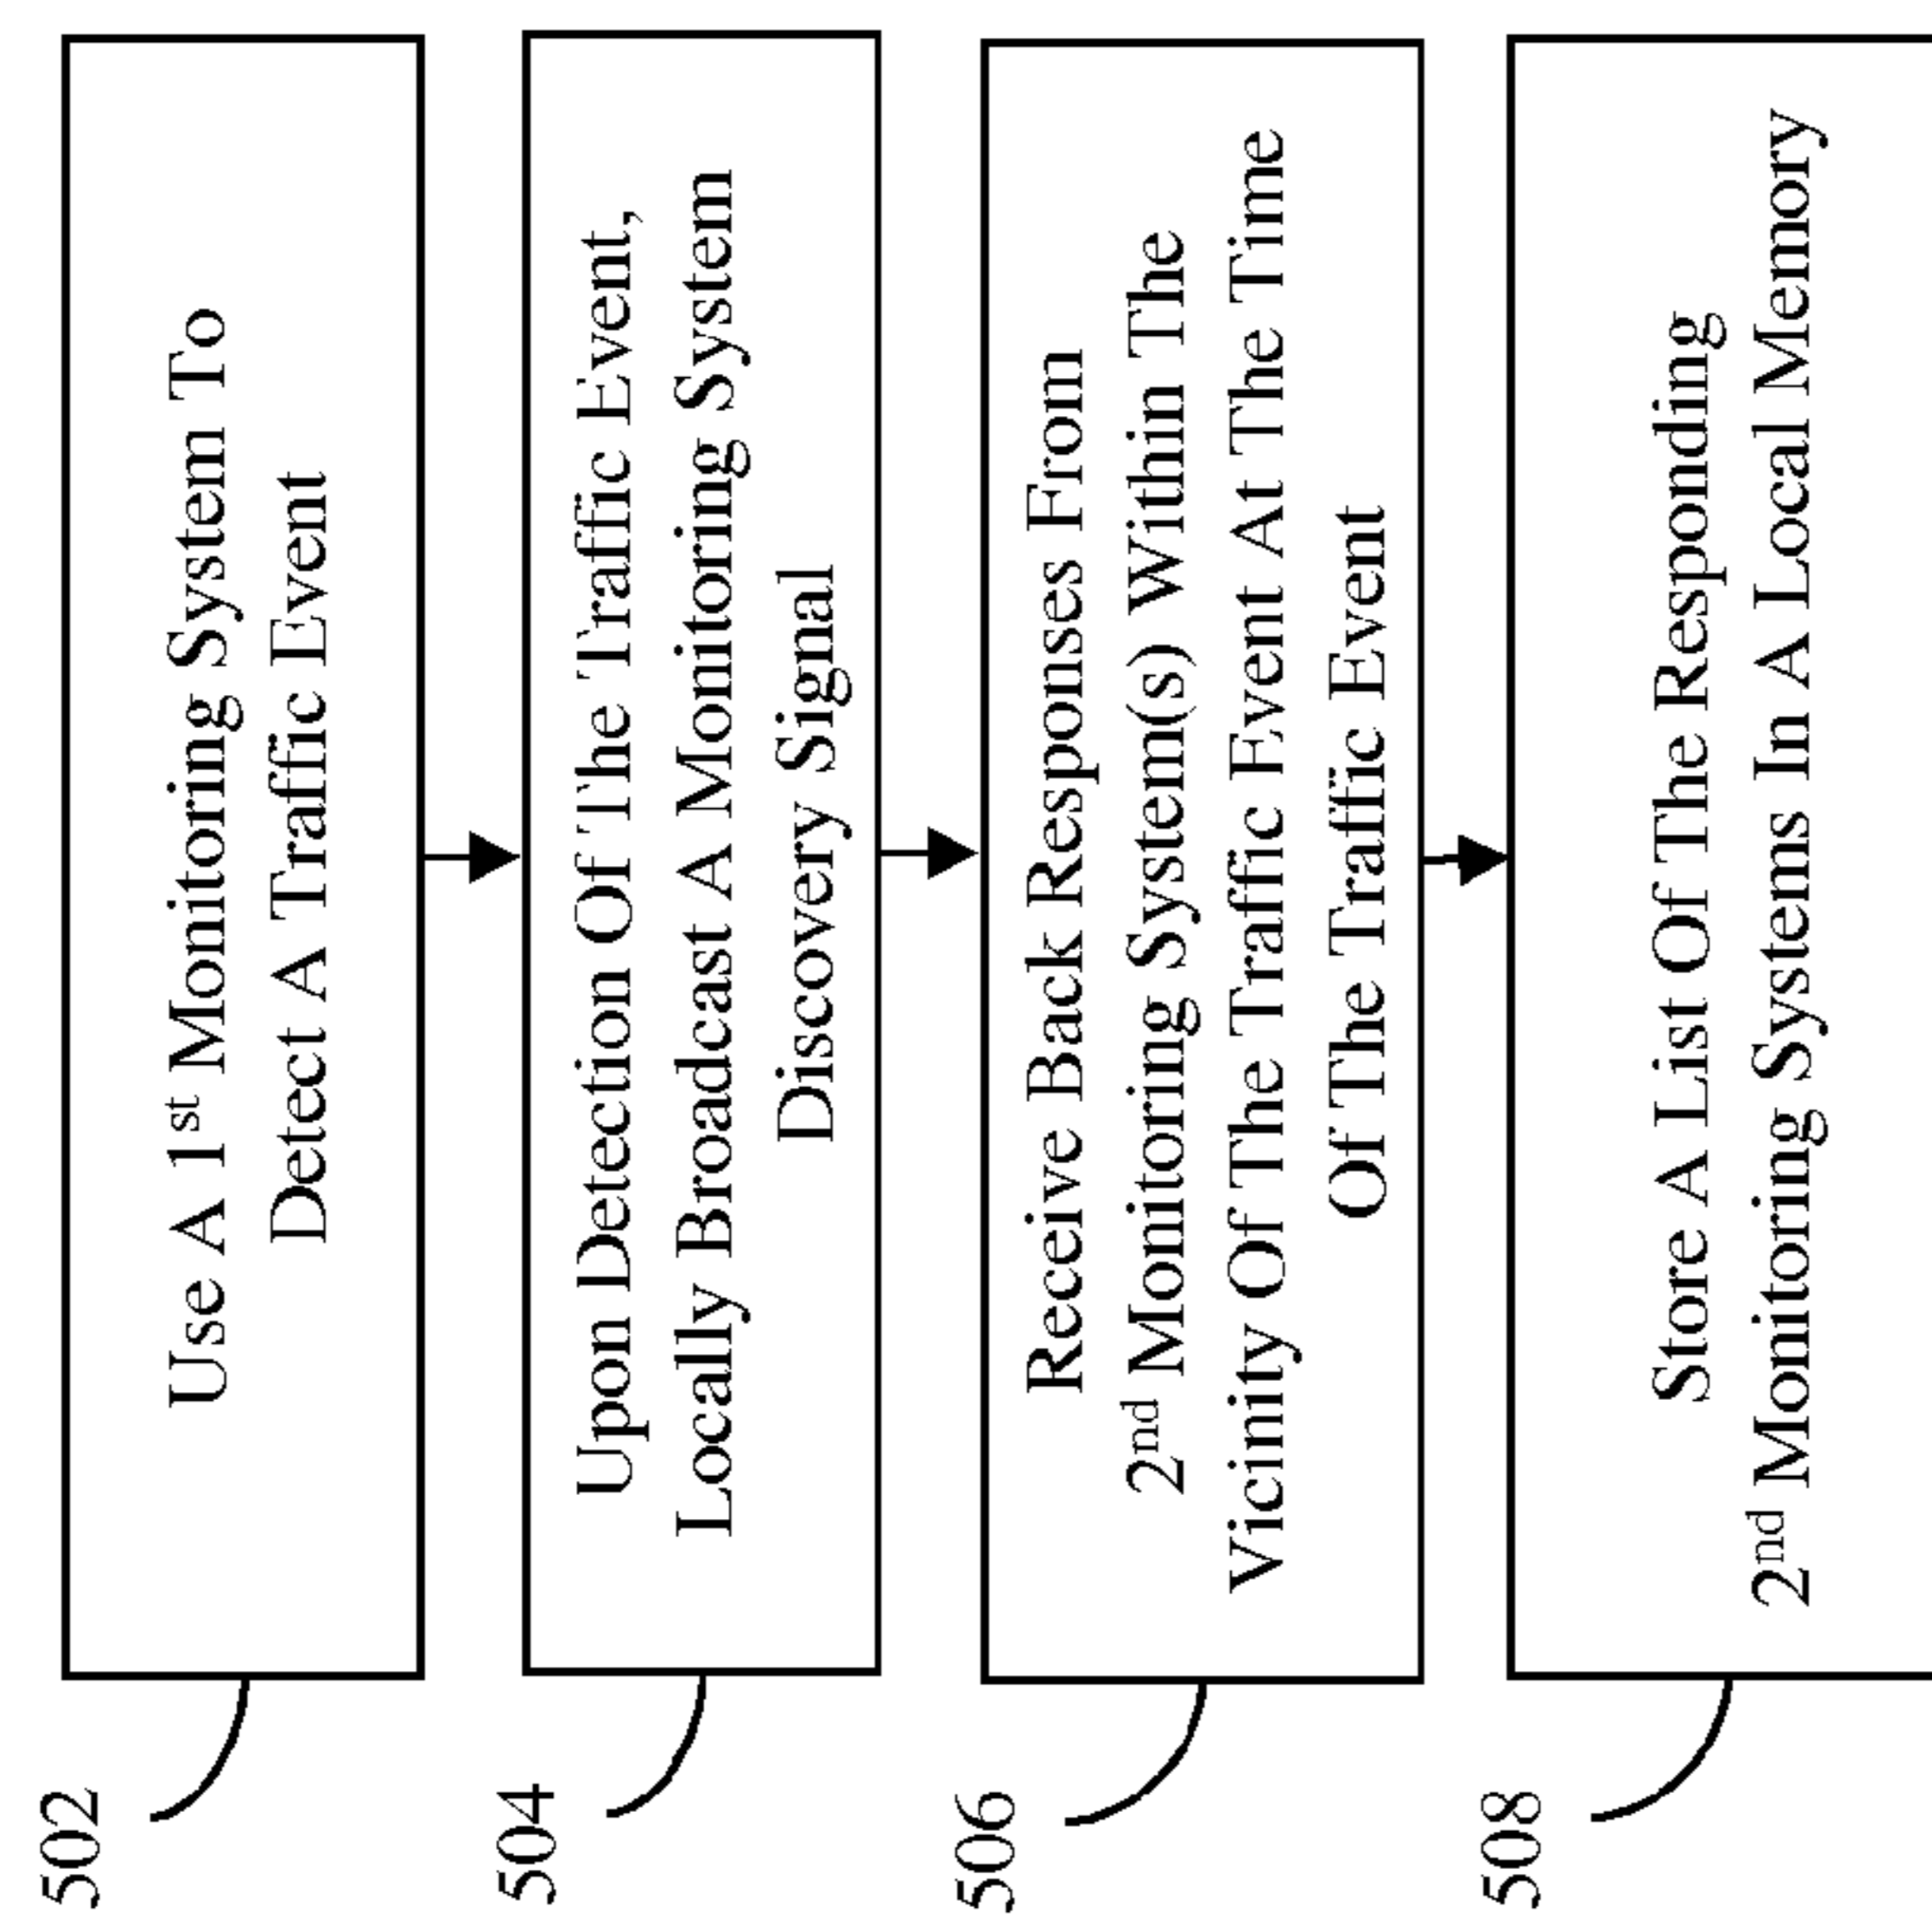 502
Use A 1st Monitoring System To
Detect A Traffic Event
504
Upon Detection Of The Traffic Event,
Locally Broadcast A Monitoring System
Discovery Signal
506
Receive Back Responses From
2nd Monitoring System(s) Within The
Vicinity Of The Traffic Event At The Time
Of The Traffic Event
508
Store A List Of The Responding
2nd Monitoring Systems In A Local Memory